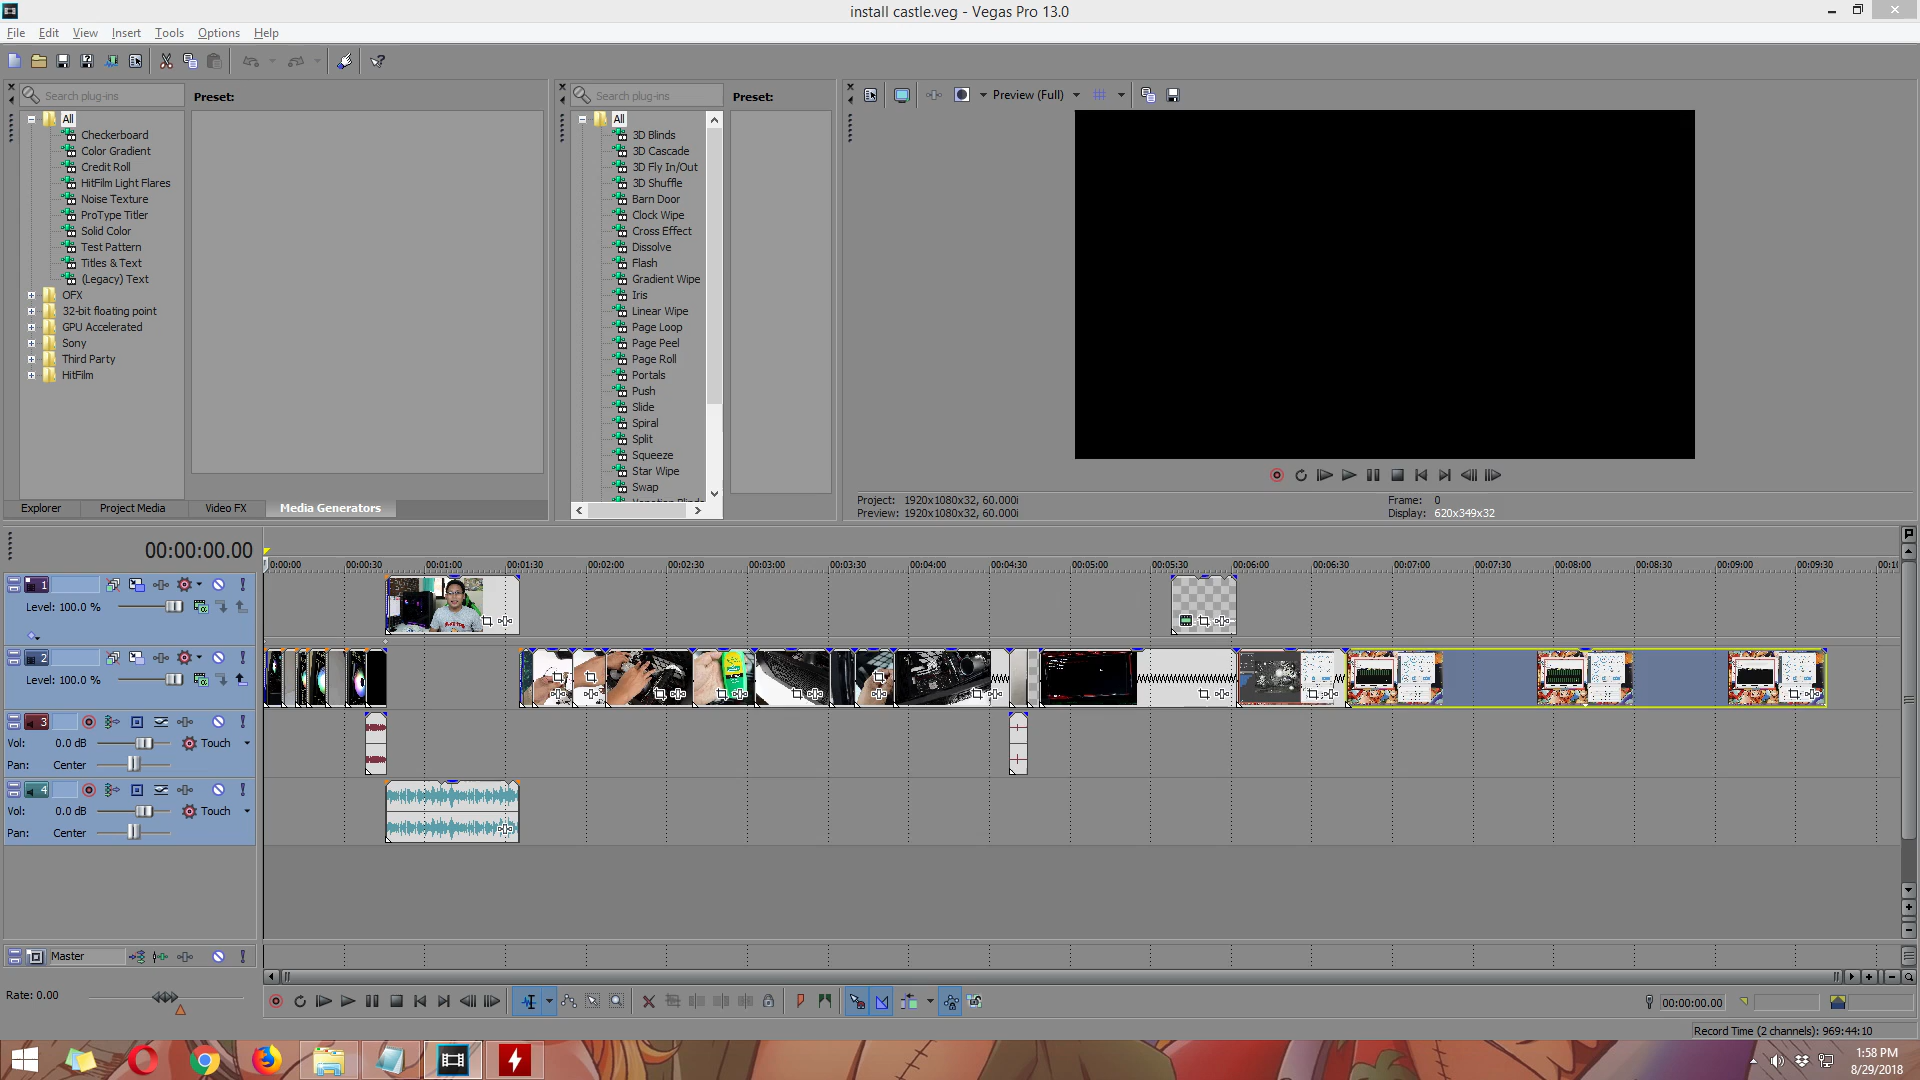 install castle.veg - Vegas Pro 13.0
File Edit View Insert Tools Options Help
Search plug-ins
Preset:
All
Checkerboard
Color Gradient
Credit Roll
HitFilm Light Flares
Noise Texture
ProType Titler
Solid Color
Test Pattern
Titles & Text
(Legacy) Text
OFX
32-bit floating point
GPU Accelerated
Sony
Third Party
HitFilm
Explorer Project Media Video FX Media Generators
Search plug-ins
Preset:
All
3D Blinds
3D Cascade
3D Fly In/Out
3D Shuffle
Barn Door
Clock Wipe
Cross Effect
Dissolve
Flash
Gradient Wipe
Iris
Linear Wipe
Page Loop
Page Peel
Page Roll
Portals
Push
Slide
Spiral
Split
Squeeze
Star Wipe
Swap
Preview (Full)
Project: 1920x1080x32, 60.000i
Preview: 1920x1080x32, 60.000i
Frame: 0
Display: 620x349x32
00:00:00.00
0:00:00 00:00:30 00:01:00 00:01:30 00:02:00 00:02:30 00:03:00 00:03:30 00:04:00 00:04:30 00:05:00 00:05:30 00:06:00 00:06:30 00:07:00 00:07:30 00:08:00 00:08:30 00:09:00 00:09:30 00:10
1
Level: 100.0 %
2
Level: 100.0 %
3
Vol: 0.0 dB Touch
Pan: Center
4
Vol: 0.0 dB Touch
Pan: Center
Master
Rate: 0.00
00:00:00.00
Record Time (2 channels): 969:44:10
1:58 PM
8/29/2018